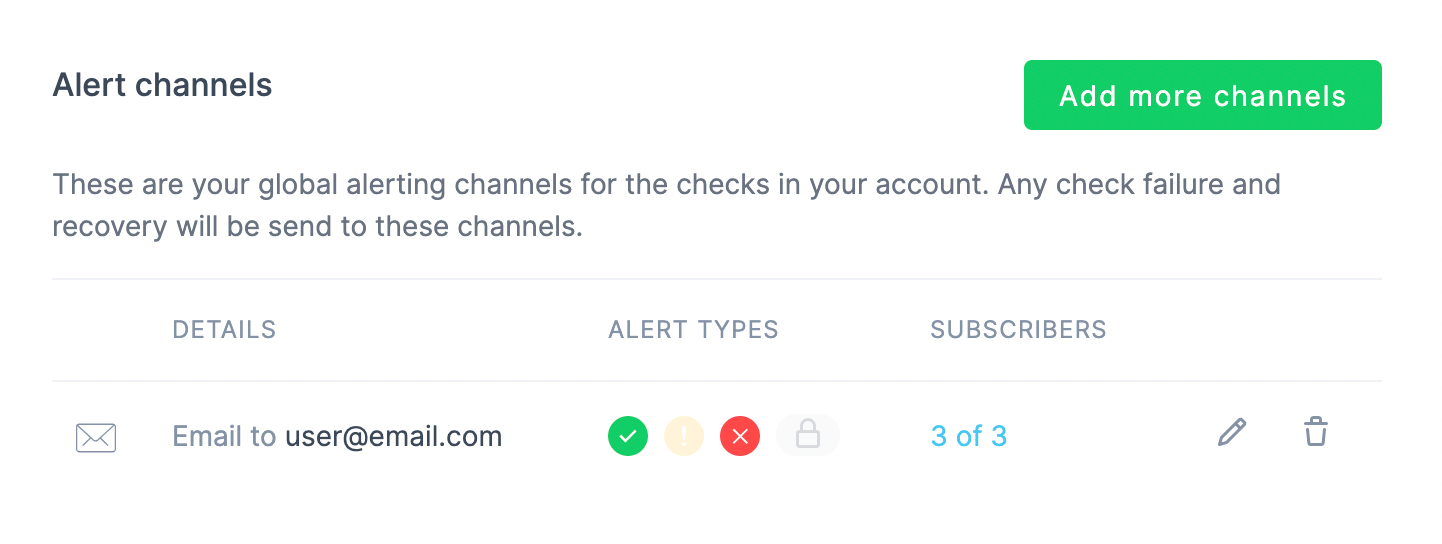 Alert channels
Add more channels
These are your global alerting channels for the checks in your account. Any check failure and
recovery will be send to these channels.
DETAILS ALERT TYPES SUBSCRIBERS
Email to user@email.com ! 3 of 3